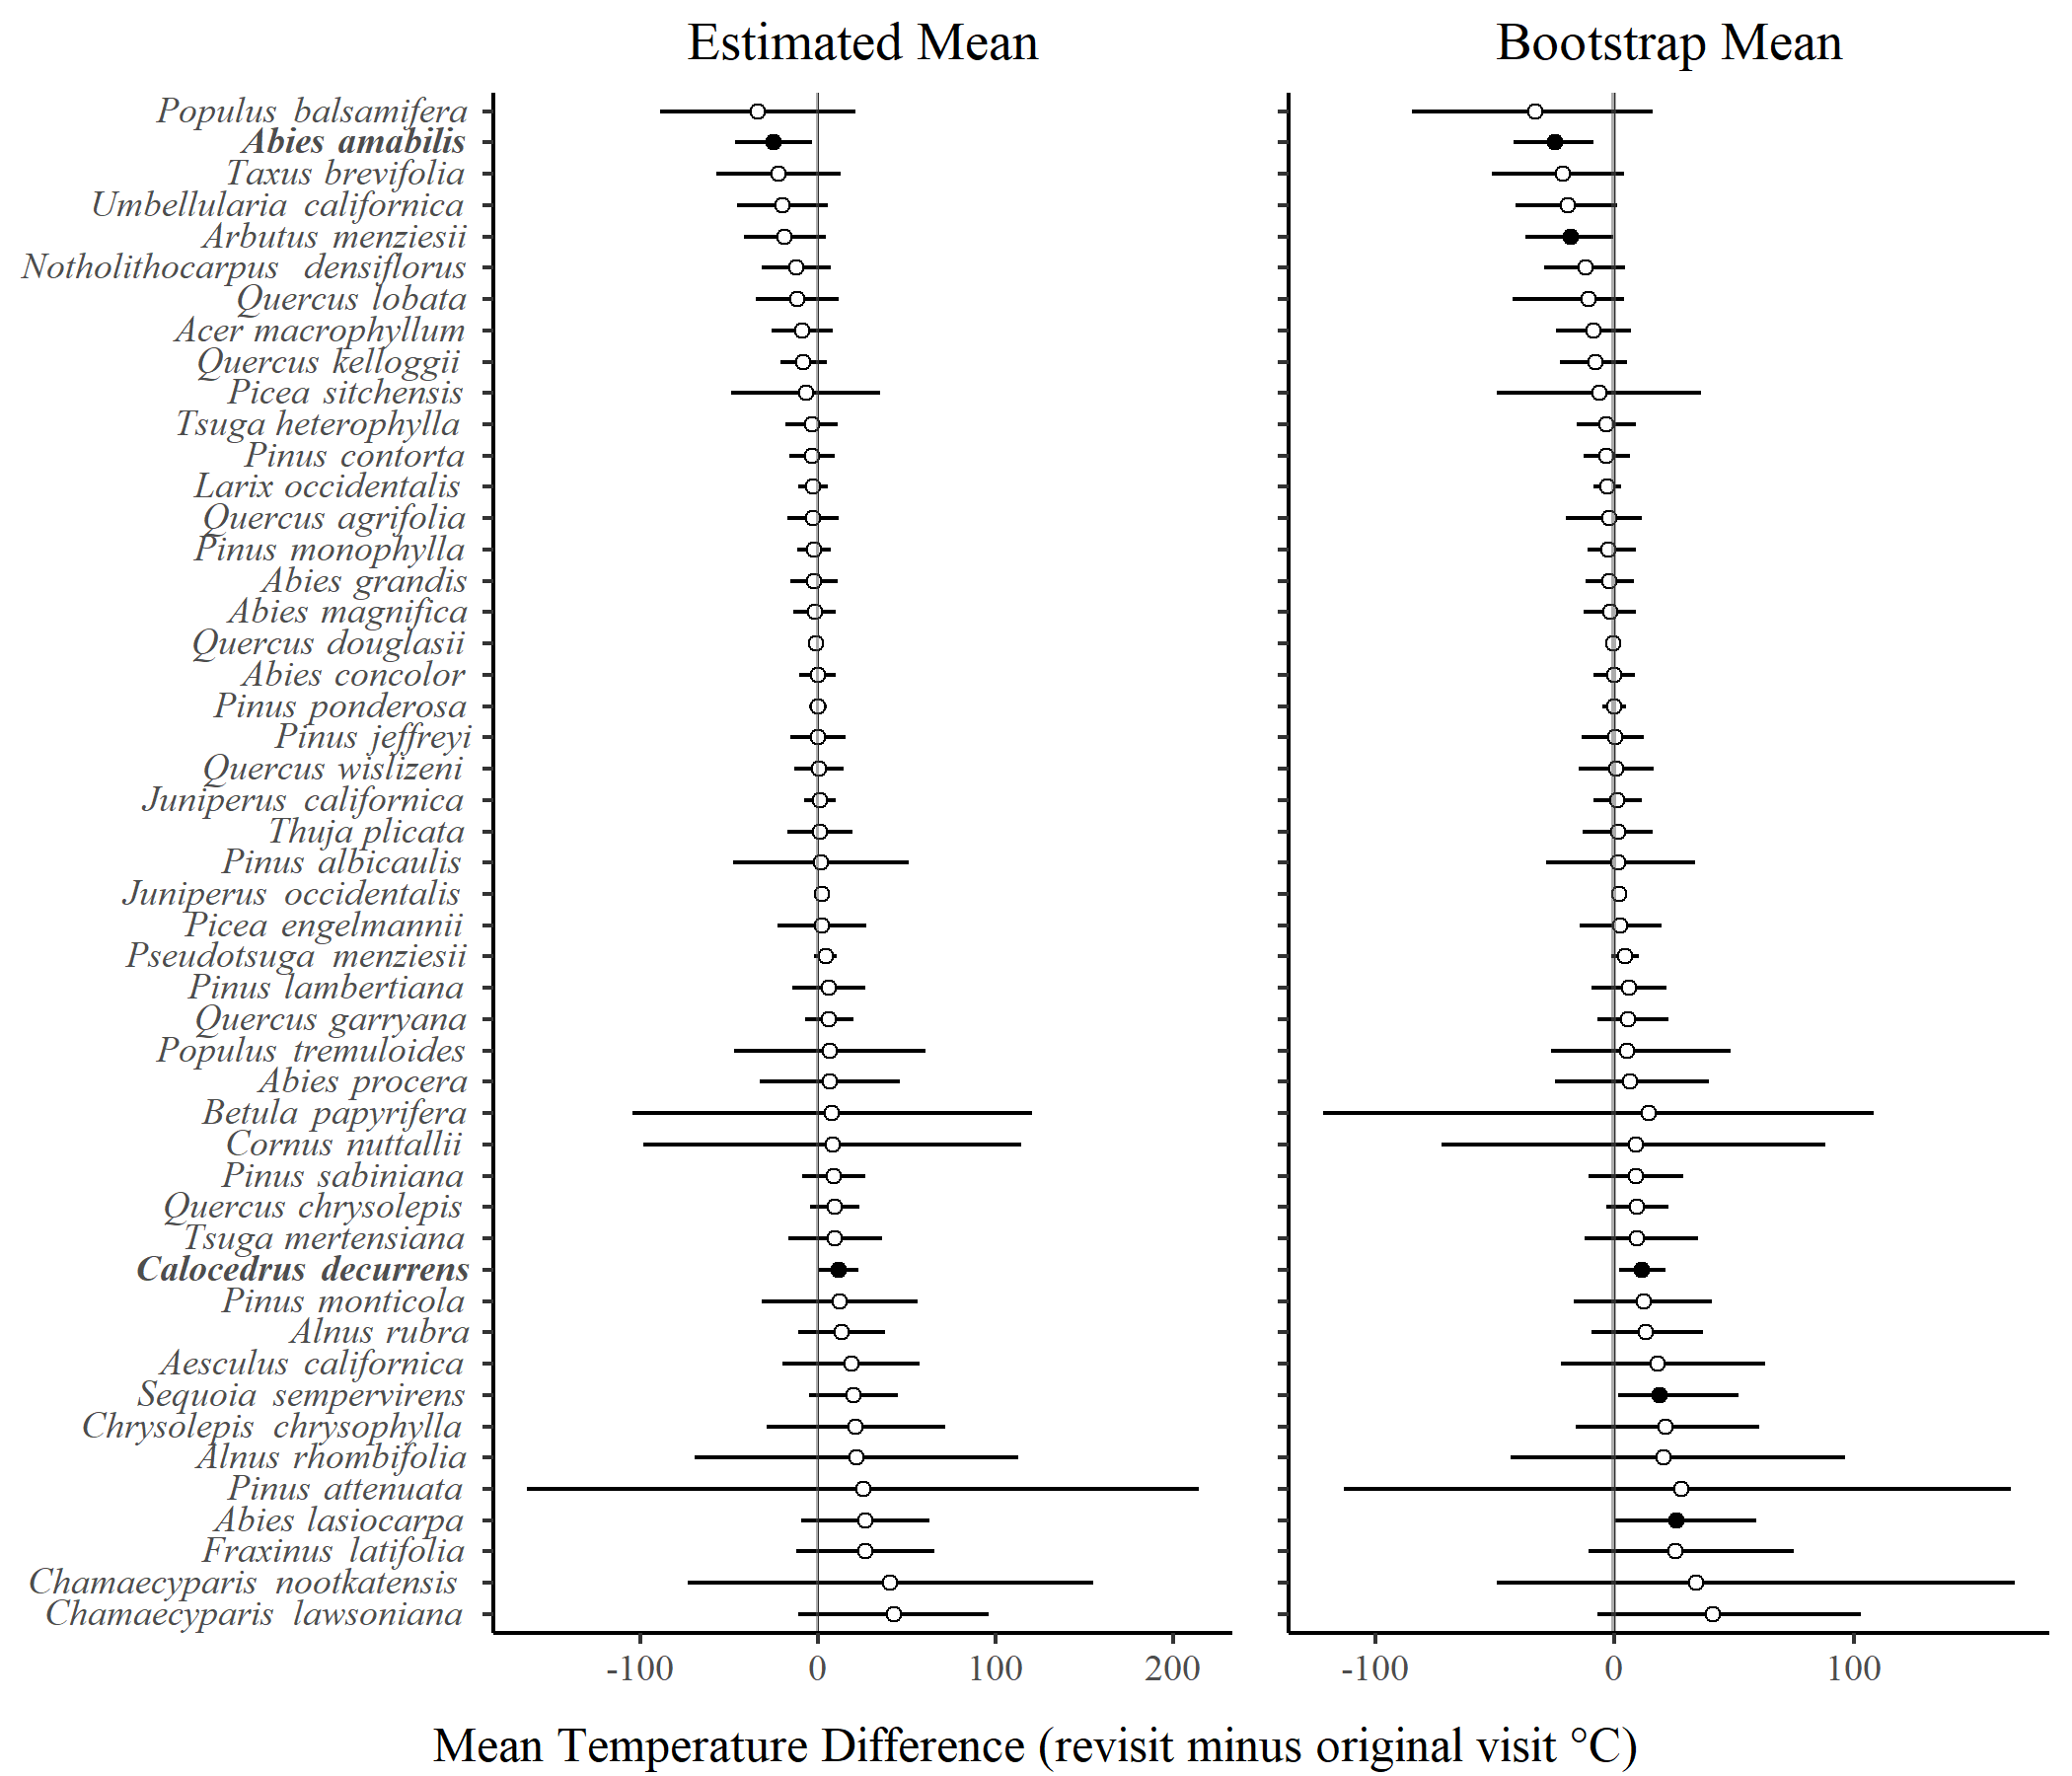 Estimated Mean
Bootstrap Mean
Populus balsamifera
Abies amabilis
Taxus brevifolia
Umbellularia californica
Arbutus menziesii
Notholithocarpus densiflorus
Quercus lobata
Acer macrophyllum
Quercus kelloggii
Picea sitchensis
Tsuga heterophylla
Pinus contorta
Larix occidentalis
Quercus agrifolia
Pinus monophylla
Abies grandis
Abies magnifica
Quercus douglasii
Abies concolor
Pinus ponderosa
Pinus jeffreyi
Quercus wislizeni
Juniperus californica
Thuja plicata
Pinus albicaulis
Juniperus occidentalis
Picea engelmannii
Pseudotsuga menziesii
Pinus lambertiana
Quercus garryana
Populus tremuloides
Abies procera
Betula papyrifera
Cornus nuttallii
Pinus sabiniana
Quercus chrysolepis
Tsuga mertensiana
Calocedrus decurrens
Pinus monticola
Alnus rubra
Aesculus californica
Sequoia sempervirens
Chrysolepis chrysophylla
Alnus rhombifolia
Pinus attenuata
Abies lasiocarpa
Fraxinus latifolia
Chamaecyparis nootkatensis
Chamaecyparis lawsoniana
-100 0 100 200
-100 0 100
Mean Temperature Difference (revisit minus original visit °C)